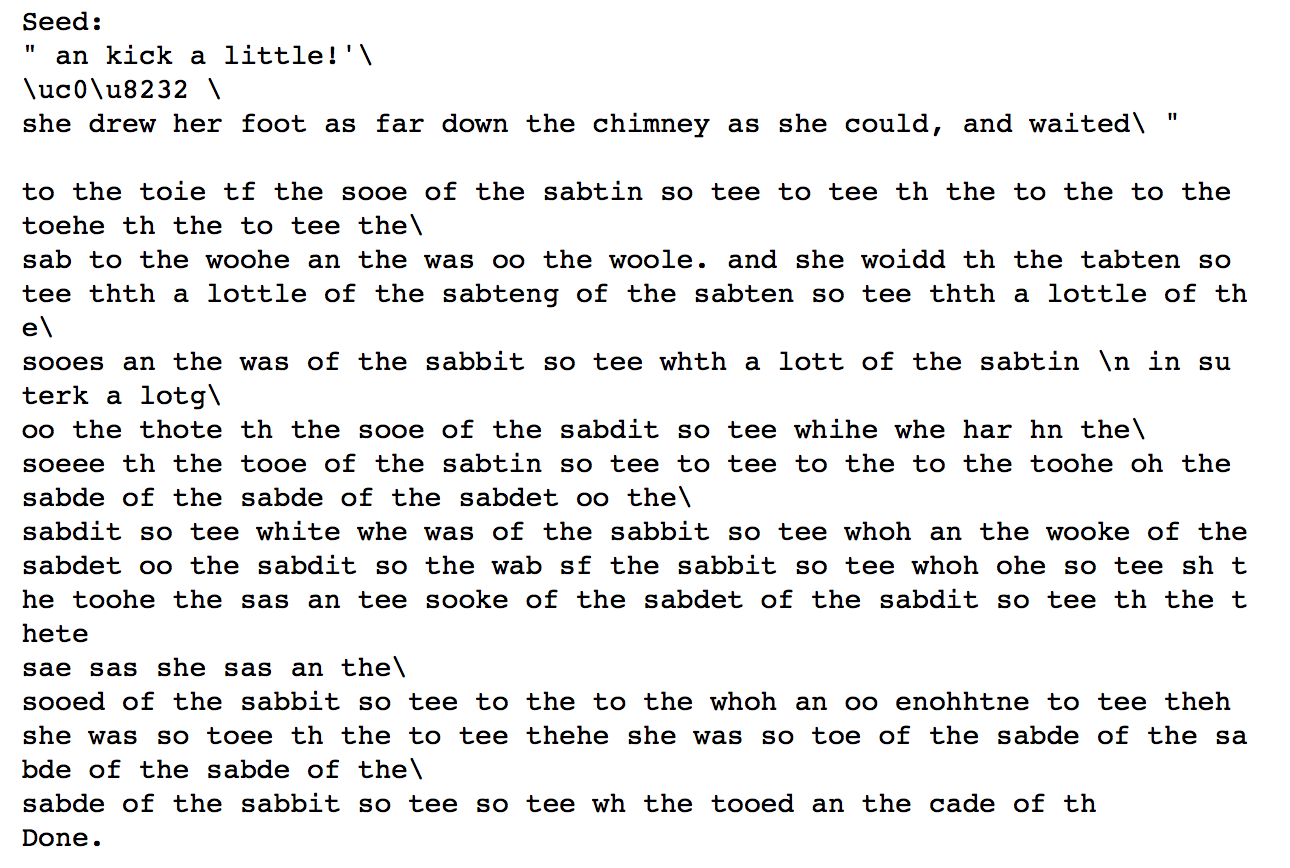 Seed:
" an kick a little!'\
\uc0\u8232 \
she drew her foot as far down the chimney as she could, and waited\ "
to the toie tf the sooe of the sabtin so tee to tee th the to the to the
toehe th the to tee the\
sab to the woohe an the was oo the woole. and she woidd th the tabten so
tee thth a lottle of the sabteng of the sabten so tee thth a lottle of th
e\
sooes an the was of the sabbit so tee whth a lott of the sabtin \n in su
terk a lotg\
oo the thote th the sooe of the sabdit so tee whihe whe har hn the\
soeee th the tooe of the sabtin so tee to tee to the to the toohe oh the
sabde of the sabde of the sabdet oo the\
sabdit so tee white whe was of the sabbit so tee whoh an the wooke of the
sabdet oo the sabdit so the wab sf the sabbit so tee whoh ohe so tee sh t
he toohe the sas an tee sooke of the sabdet of the sabdit so tee th the t
hete
sae sas she sas an the\
sooed of the sabbit so tee to the to the whoh an oo enohhtne to tee theh
she was so toee th the to tee thehe she was so toe of the sabde of the sa
bde of the sabde of the\
sabde of the sabbit so tee so tee wh the tooed an the cade of th
Done.